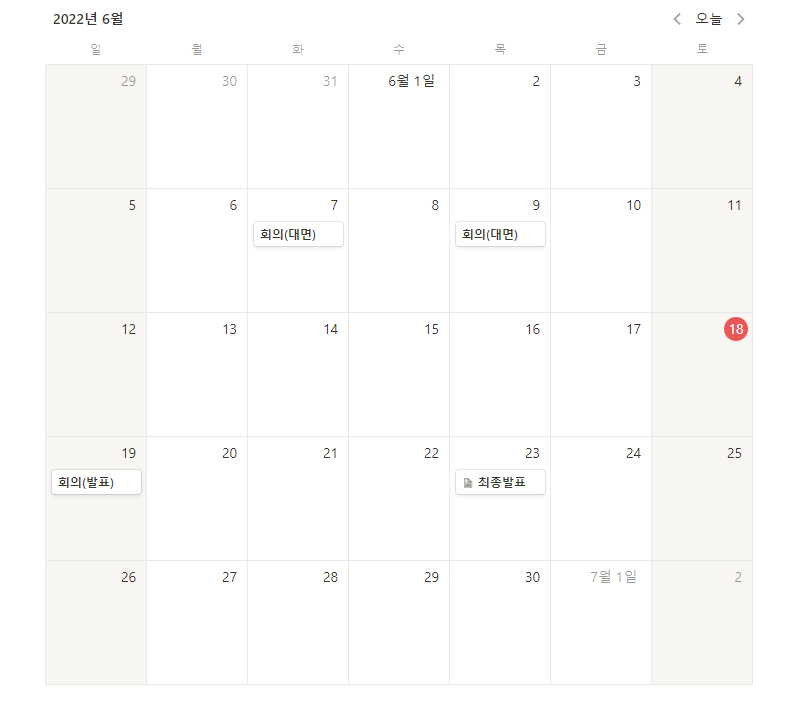 2022년 6월
오늘
일 월 화 수 목 금 토
29 30 31 6월 1일 2 3 4
5 6 7 8 9 10 11
회의(대면) 회의(대면)
12 13 14 15 16 17 18
19 20 21 22 23 24 25
회의(발표) 최종발표
26 27 28 29 30 7월 1일 2